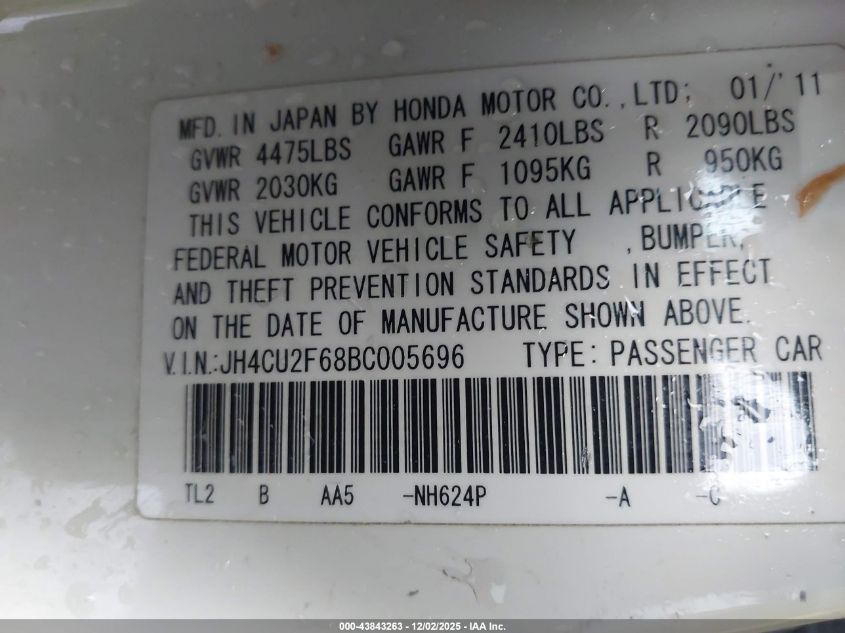 MFD. IN JAPAN BY HONDA MOTOR CO.,LTD; 01/'11
GVWR 4475LBS GAWR F 2410LBS R 2090LBS
GVWR 2030KG GAWR F 1095KG R 950KG
THIS VEHICLE CONFORMS TO ALL APPLICABLE
FEDERAL MOTOR VEHICLE SAFETY , BUMPER,
AND THEFT PREVENTION STANDARDS IN EFFECT
ON THE DATE OF MANUFACTURE SHOWN ABOVE.
V.I.N.:JH4CU2F68BC005696 TYPE: PASSENGER CAR
TL2 B AA5 -NH624P -A -C
000-43843263 - 12/02/2025 - IAA Inc.